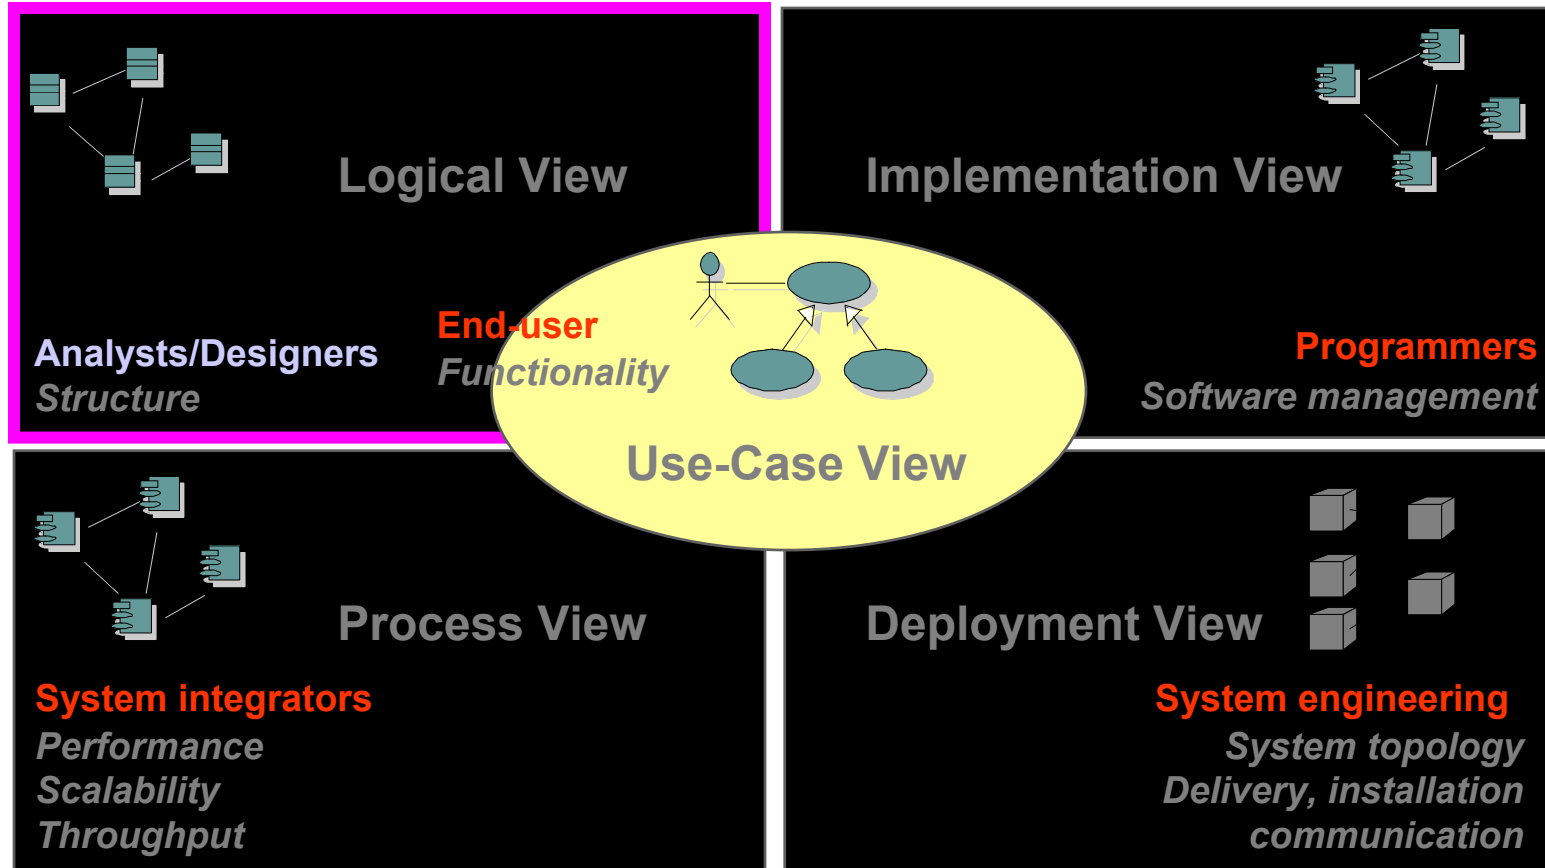 Logical View
Analysts/Designers
Structure
Implementation View
Programmers
Software management
End-user
Functionality
Use-Case View
Process View
System integrators
Performance
Scalability
Throughput
Deployment View
System engineering
System topology
Delivery, installation
communication